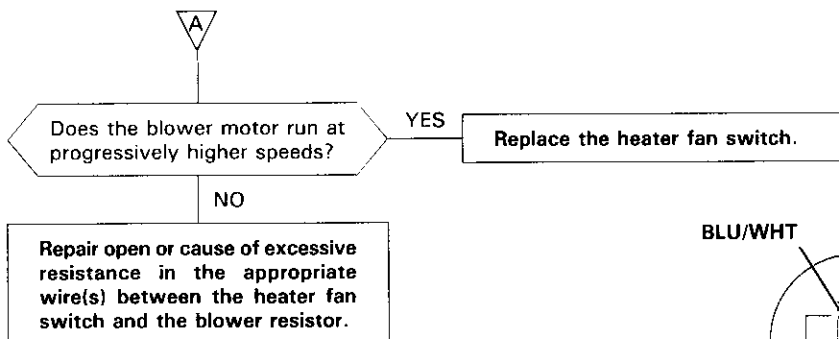 A
Does the blower motor run at
progressively higher speeds?
YES
Replace the heater fan switch.
NO
Repair open or cause of excessive
resistance in the appropriate
wire(s) between the heater fan
switch and the blower resistor.
BLU/WHT